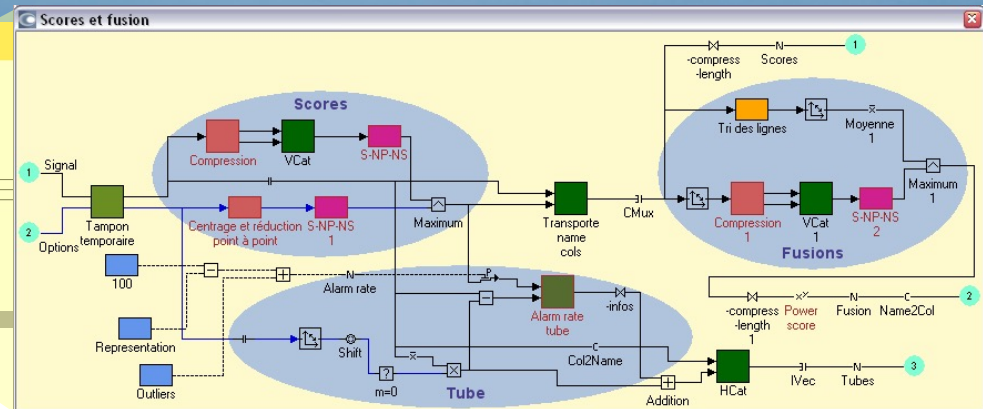 Scores et fusion
1
-compress
-length
N
Scores
Scores
Compression
VCat
S-NP-NS
Tri des lignes
x̄
Moyenne
1
1
Signal
Tampon
temporaire
Centrage et réduction
point à point
S-NP-NS
1
Maximum
Transporte
name
cols
CMux
Compression
1
VCat
1
S-NP-NS
2
Maximum
1
Fusions
2
Options
100
−
+
N
Alarm rate
P
−
Alarm rate
tube
-infos
-compress
-length
1
Power
score
N
Fusion
C
Name2Col
2
Representation
Shift
x̄
?
m=0
×
C
Col2Name
Outliers
Tube
+
Addition
HCat
IVec
N
Tubes
3